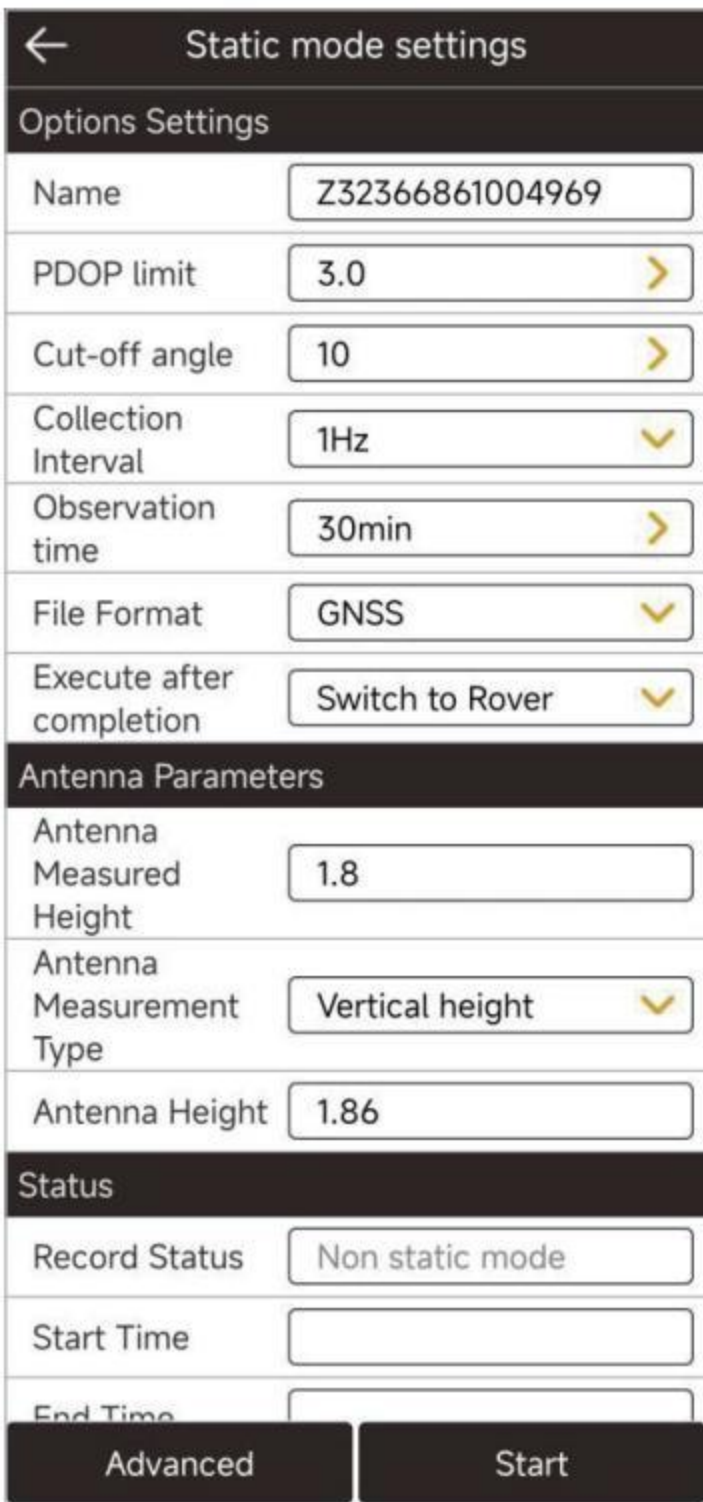 Static mode settings
Options Settings
Name
Z32366861004969
PDOP limit
3.0
Cut-off angle
10
Collection
Interval
1Hz
Observation
time
30min
File Format
GNSS
Execute after
completion
Switch to Rover
Antenna Parameters
Antenna
Measured
Height
1.8
Antenna
Measurement
Type
Vertical height
Antenna Height
1.86
Status
Record Status
Non static mode
Start Time
End Time
Advanced
Start